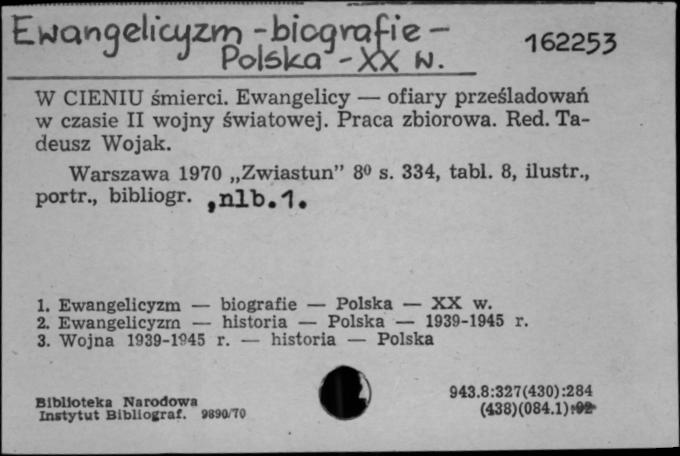 Ewangelicyzm - biografie -
Polska - XX w.
162253
W CIENIU śmierci. Ewangelicy — ofiary prześladowań
w czasie II wojny światowej. Praca zbiorowa. Red. Ta-
deusz Wojak.
Warszawa 1970 „Zwiastun” 8⁰ s. 334, tabl. 8, ilustr.,
portr., bibliogr. , nlb. 1.
1. Ewangelicyzm — biografie — Polska — XX w.
2. Ewangelicyzm — historia — Polska — 1939-1945 r.
3. Wojna 1939-1945 r. — historia — Polska
Biblioteka Narodowa
Instytut Bibliograf. 9890/70
943.8:327(430):284
(438)(084.1):92